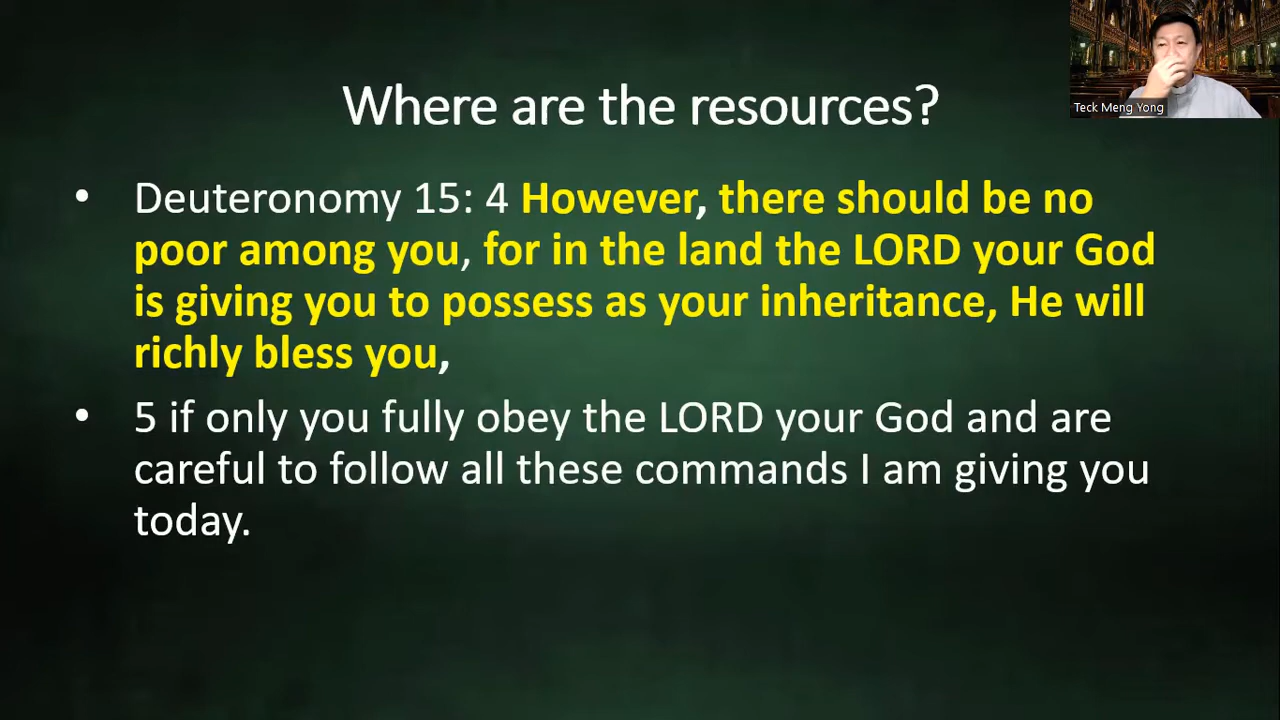 Where are the resources?
Teck Meng Yong
• Deuteronomy 15: 4 However, there should be no
poor among you, for in the land the LORD your God
is giving you to possess as your inheritance, He will
richly bless you,
• 5 if only you fully obey the LORD your God and are
careful to follow all these commands I am giving you
today.